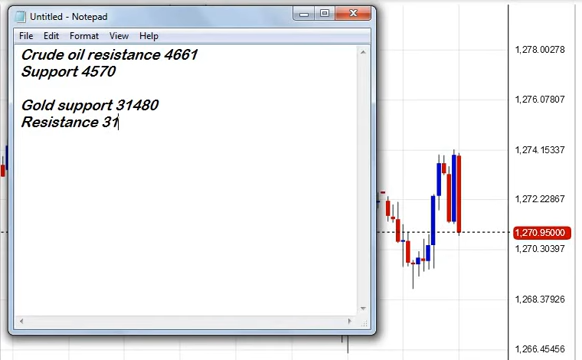 Untitled - Notepad
File Edit Format View Help
Crude oil resistance 4661
Support 4570
Gold support 31480
Resistance 31
1,278.00278
1,276.07807
1,274.15337
1,272.22867
1,270.95000
1,270.30397
1,268.37926
1,266.45456